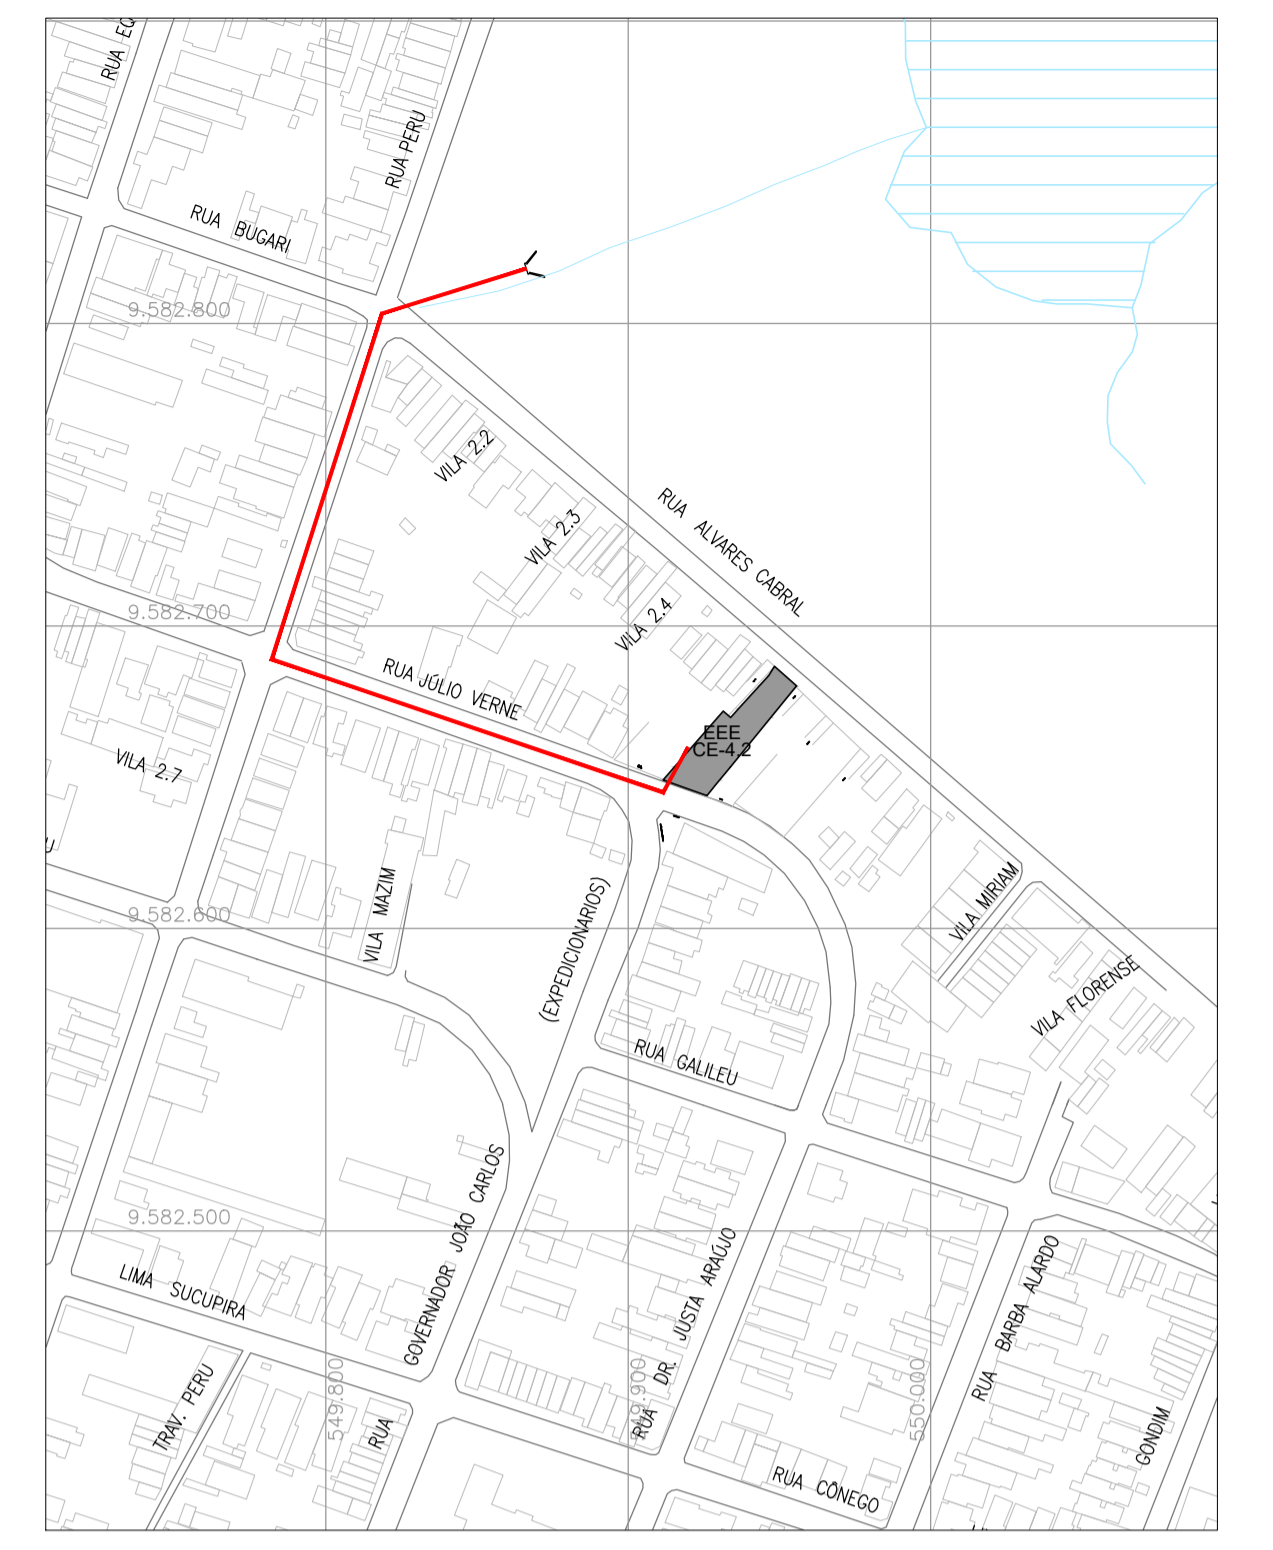 RUA EQ
RUA PERU
RUA BUGARI
9.582.800
VILA 2.2
VILA 2.3
RUA ALVARES CABRAL
VILA 2.4
9.582.700
RUA JÚLIO VERNE
EEE
CE-4.2
VILA 2.7
U
VILA MAZIM
VILA MIRIAM
9.582.600
(EXPEDICIONARIOS)
VILA FLORENSE
RUA GALILEU
9.582.500
GOVERNADOR JOÃO CARLOS
LIMA SUCUPIRA
RUA DR. JUSTA ARAÚJO
RUA BARBA ALARDO
549.800
549.900
550.000
TRAV. PERU
RUA
GONDIM
RUA CÔNEGO